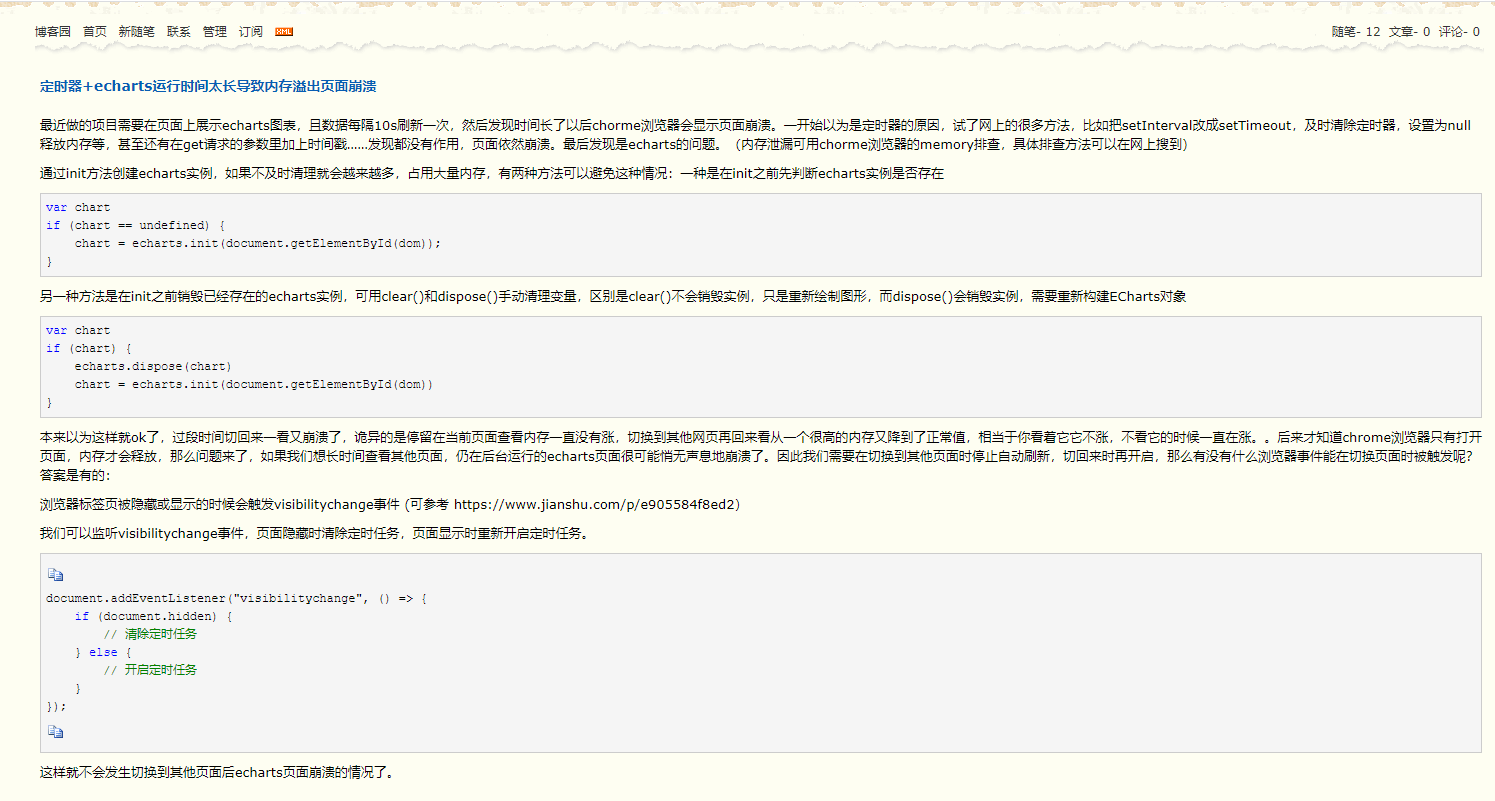 博客园 首页 新随笔 联系 管理 订阅 XML 随笔- 12 文章- 0 评论- 0
定时器+echarts运行时间太长导致内存溢出页面崩溃
最近做的项目需要在页面上展示echarts图表，且数据每隔10s刷新一次，然后发现时间长了以后chorme浏览器会显示页面崩溃。一开始以为是定时器的原因，试了网上的很多方法，比如把setInterval改成setTimeout，及时清除定时器，设置为null
释放内存等，甚至还有在get请求的参数里加上时间戳......发现都没有作用，页面依然崩溃。最后发现是echarts的问题。（内存泄漏可用chorme浏览器的memory排查，具体排查方法可以在网上搜到）
通过init方法创建echarts实例，如果不及时清理就会越来越多，占用大量内存，有两种方法可以避免这种情况：一种是在init之前先判断echarts实例是否存在
var chart
if (chart == undefined) {
    chart = echarts.init(document.getElementById(dom));
}
另一种方法是在init之前销毁已经存在的echarts实例，可用clear()和dispose()手动清理变量，区别是clear()不会销毁实例，只是重新绘制图形，而dispose()会销毁实例，需要重新构建ECharts对象
var chart
if (chart) {
    echarts.dispose(chart)
    chart = echarts.init(document.getElementById(dom))
}
本来以为这样就ok了，过段时间切回来一看又崩溃了，诡异的是停留在当前页面查看内存一直没有涨，切换到其他网页再回来看从一个很高的内存又降到了正常值，相当于你看着它它不涨，不看它的时候一直在涨。。后来才知道chrome浏览器只有打开
页面，内存才会释放，那么问题来了，如果我们想长时间查看其他页面，仍在后台运行的echarts页面很可能悄无声息地崩溃了。因此我们需要在切换到其他页面时停止自动刷新，切回来时再开启，那么有没有什么浏览器事件能在切换页面时被触发呢？
答案是有的：
浏览器标签页被隐藏或显示的时候会触发visibilitychange事件 (可参考 https://www.jianshu.com/p/e905584f8ed2）
我们可以监听visibilitychange事件，页面隐藏时清除定时任务，页面显示时重新开启定时任务。
document.addEventListener("visibilitychange", () => {
    if (document.hidden) {
        // 清除定时任务
    } else {
        // 开启定时任务
    }
});
这样就不会发生切换到其他页面后echarts页面崩溃的情况了。